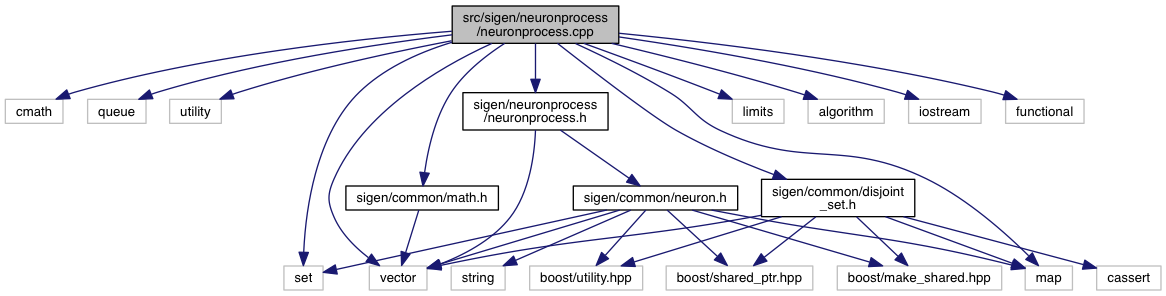 src/sigen/neuronprocess
/neuronprocess.cpp
cmath
queue
utility
sigen/neuronprocess
/neuronprocess.h
limits
algorithm
iostream
functional
sigen/common/math.h
sigen/common/neuron.h
sigen/common/disjoint
_set.h
set
vector
string
boost/utility.hpp
boost/shared_ptr.hpp
boost/make_shared.hpp
map
cassert